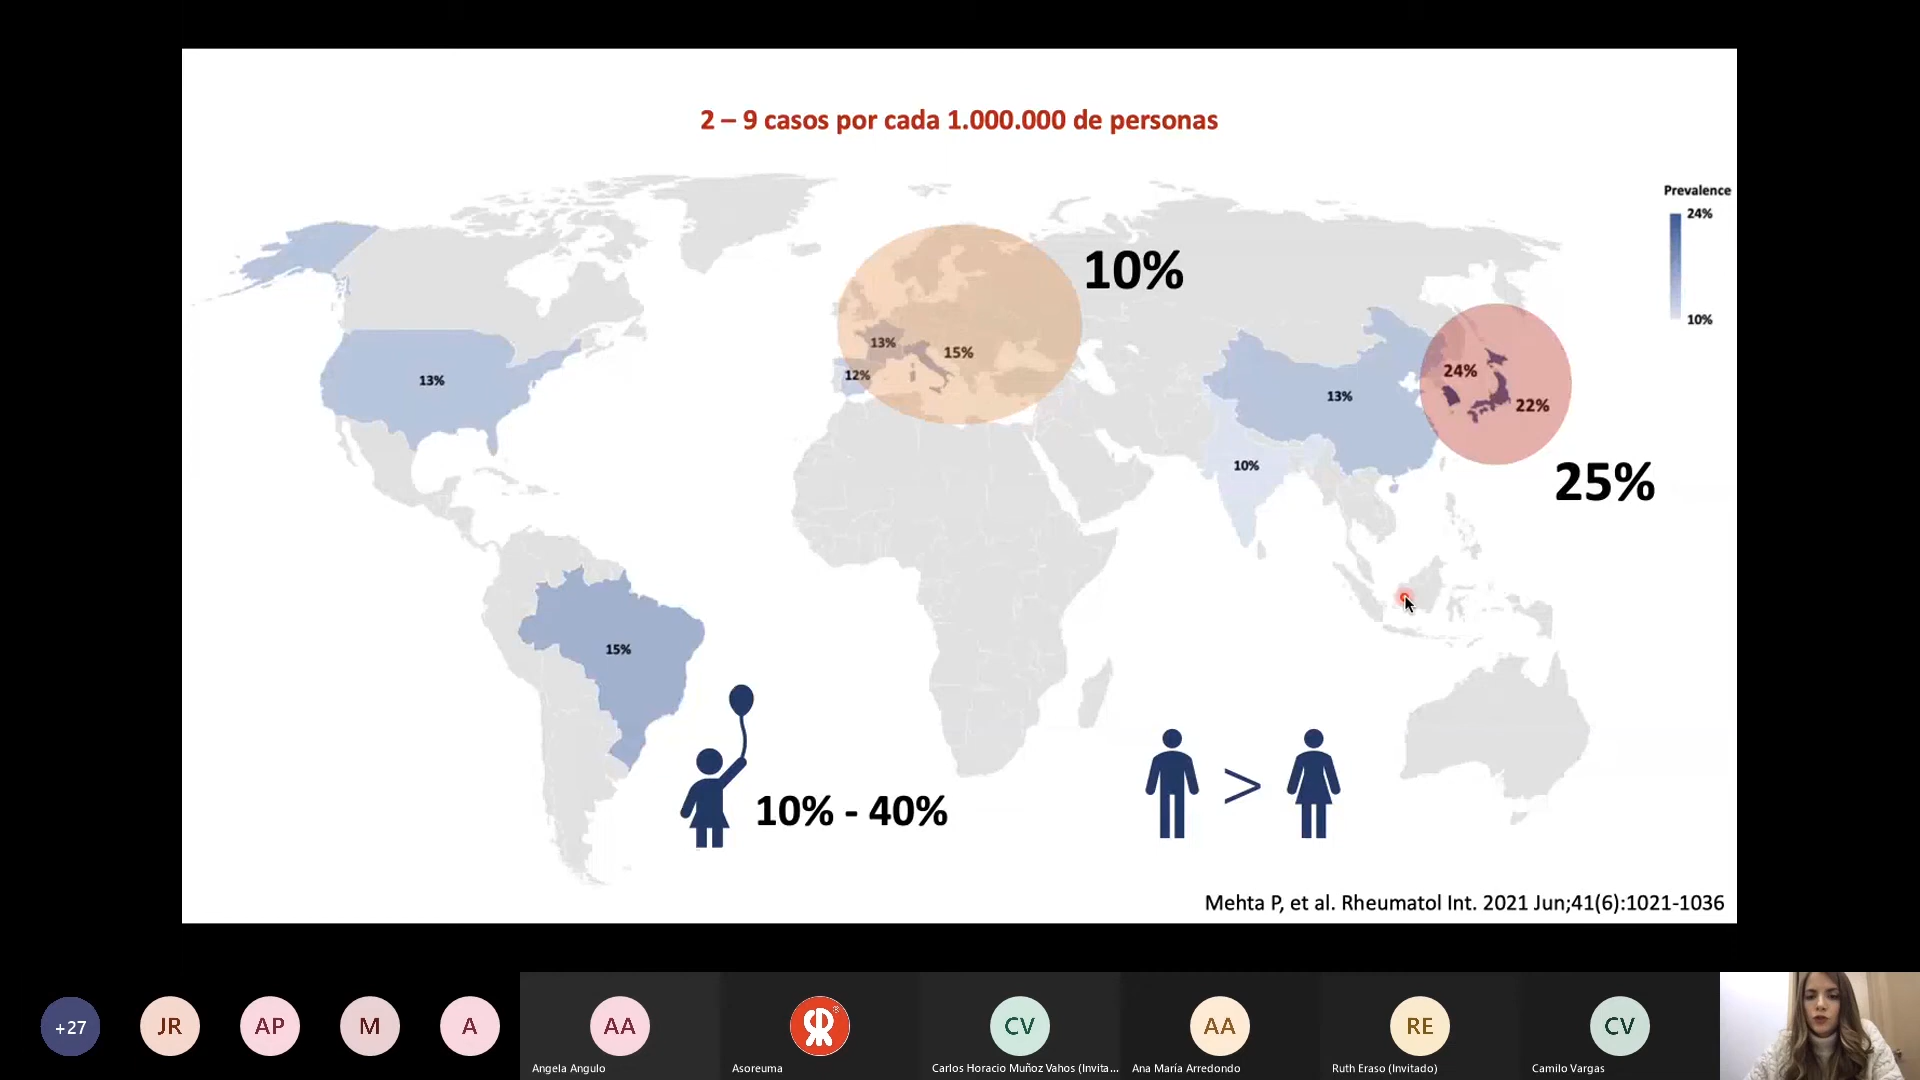 2 – 9 casos por cada 1.000.000 de personas
Prevalence
24%
10%
10%
13%
15%
12%
13%
13%
24%
22%
10%
25%
15%
10% - 40%
>
Mehta P, et al. Rheumatol Int. 2021 Jun;41(6):1021-1036
+27
JR
AP
M
A
AA
CV
AA
RE
CV
Angela Angulo
Asoreuma
Carlos Horacio Muñoz Vahos (Invita...
Ana María Arredondo
Ruth Eraso (Invitado)
Camilo Vargas